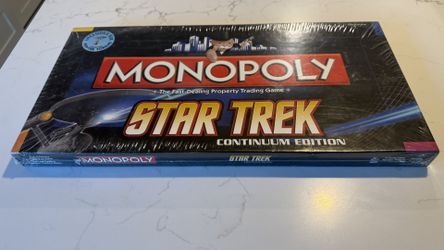 MONOPOLY
The Fast-Dealing Property Trading Game
STAR TREK
CONTINUUM EDITION
MONOPOLY
STAR TREK